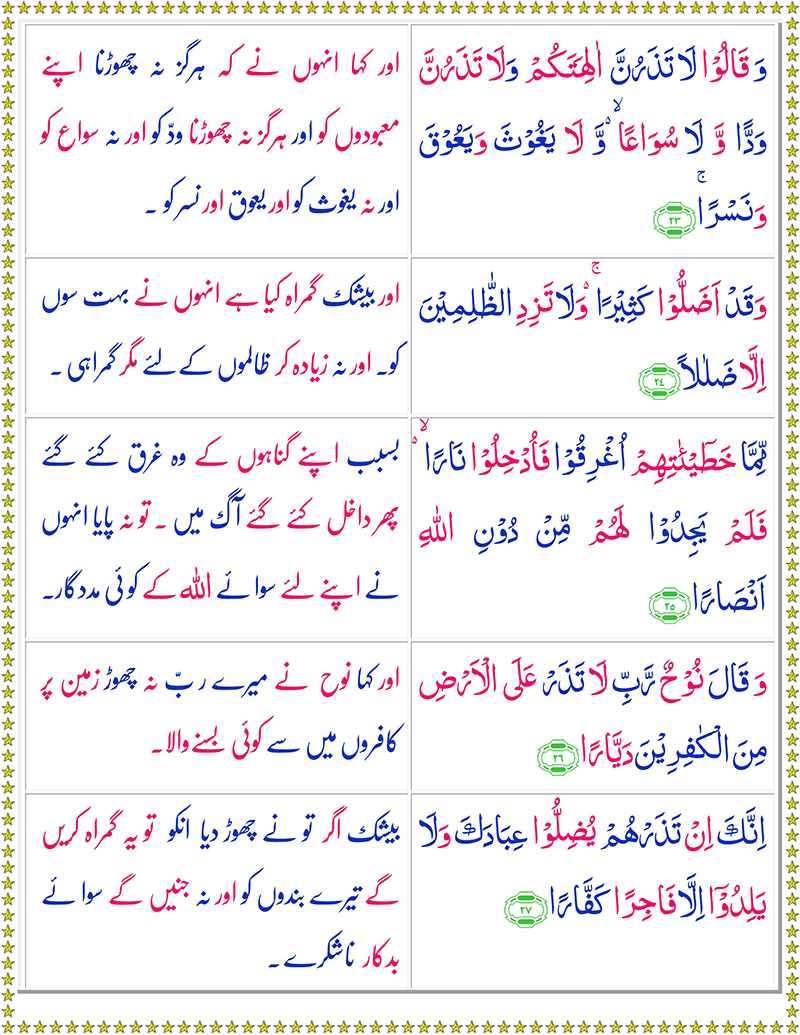 وَ قَالُوْا لَا تَذَرُنَّ اٰلِهَتَكُمْ وَلَا تَذَرُنَّ
وَدًّا وَّ لَا سُوَاعًا ۙ۬ وَّ لَا يَغُوْثَ وَيَعُوْقَ
وَنَسْرًا ۚ ٢٣
اور کہا انہوں نے کہ ہرگز نہ چھوڑنا اپنے
معبودوں کو اور ہرگز نہ چھوڑنا ودّ کو اور نہ سواع کو
اور نہ یغوث کو اور یعوق اور نسر کو ۔
وَقَدْ اَضَلُّوْا كَثِيْرًا ۚ۬ وَلَا تَزِدِ الظّٰلِمِيْنَ
اِلَّا ضَلٰلًا ٢٤
اور بیشک گمراہ کیا ہے انہوں نے بہت سوں
کو۔ اور نہ زیادہ کر ظالموں کے لئے مگر گمراہی ۔
مِّمَّا خَطِيْٓـٰٔتِهِمْ اُغْرِقُوْا فَاُدْخِلُوْا نَارًا ۙ۬
فَلَمْ يَجِدُوْا لَهُمْ مِّنْ دُوْنِ اللّٰهِ
اَنْصَارًا ٢٥
بسبب اپنے گناہوں کے وہ غرق کئے گئے
پھر داخل کئے گئے آگ میں ۔ تو نہ پایا انہوں
نے اپنے لئے سوائے اللہ کے کوئی مددگار۔
وَ قَالَ نُوْحٌ رَّبِّ لَا تَذَرْ عَلَى الْاَرْضِ
مِنَ الْكٰفِرِيْنَ دَيَّارًا ٢٦
اور کہا نوح نے میرے ربّ نہ چھوڑ زمین پر
کافروں میں سے کوئی بسنے والا۔
اِنَّكَ اِنْ تَذَرْهُمْ يُضِلُّوْا عِبَادَكَ وَلَا
يَلِدُوْۤا اِلَّا فَاجِرًا كَفَّارًا ٢٧
بیشک اگر تو نے چھوڑ دیا انکو تو یہ گمراہ کریں
گے تیرے بندوں کو اور نہ جنیں گے سوائے
بدکار ناشکرے ۔